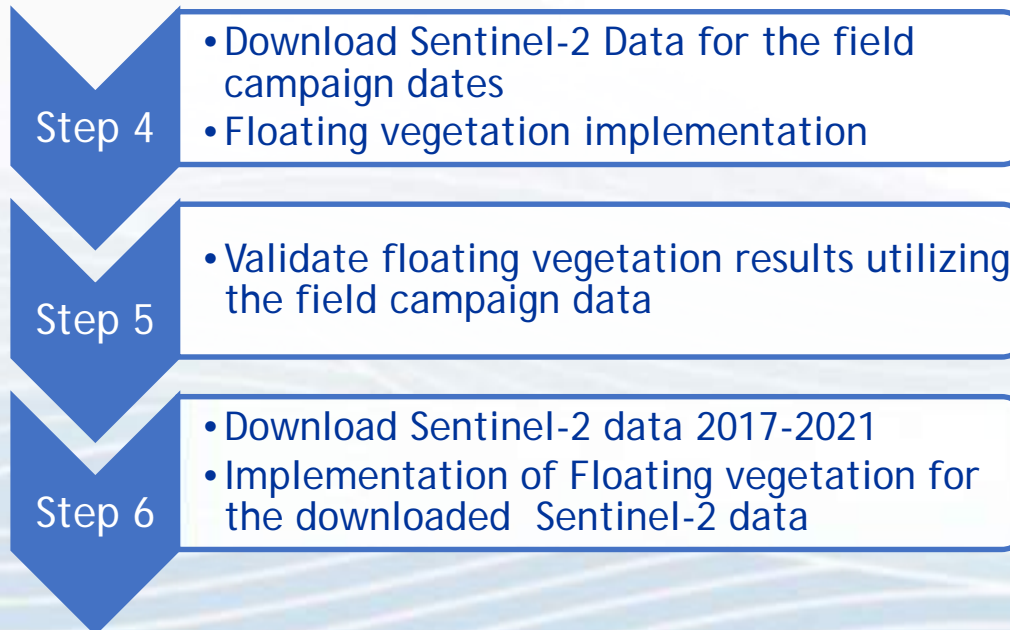 Step 4
• Download Sentinel-2 Data for the field
campaign dates
• Floating vegetation implementation
Step 5
• Validate floating vegetation results utilizing
the field campaign data
Step 6
• Download Sentinel-2 data 2017-2021
• Implementation of Floating vegetation for
the downloaded Sentinel-2 data